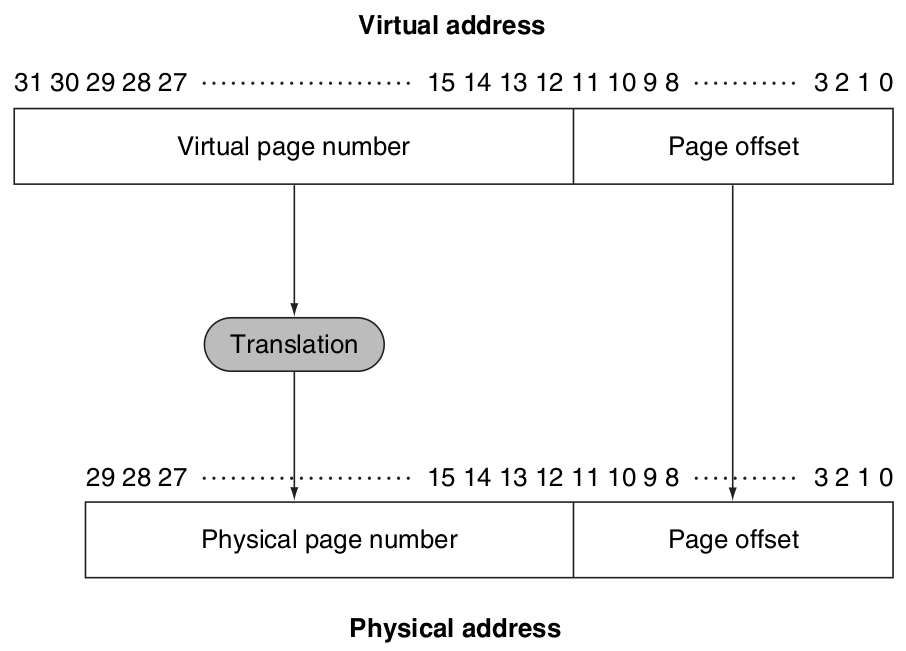 Virtual address
31 30 29 28 27 ····················· 15 14 13 12 11 10 9 8 ··········· 3 2 1 0
Virtual page number Page offset
Translation
29 28 27 ····················· 15 14 13 12 11 10 9 8 ··········· 3 2 1 0
Physical page number Page offset
Physical address